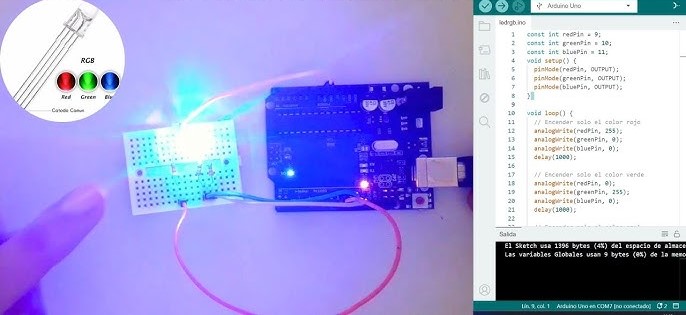 RGB
Red Green Blu
Catodo Comun
Arduino Uno
ledrgb.ino
1 const int redPin = 9;
2 const int greenPin = 10;
3 const int bluePin = 11;
4 void setup() {
5 pinMode(redPin, OUTPUT);
6 pinMode(greenPin, OUTPUT);
7 pinMode(bluePin, OUTPUT);
8 }
9
10 void loop() {
11 // Encender solo el color rojo
12 analogWrite(redPin, 255);
13 analogWrite(greenPin, 0);
14 analogWrite(bluePin, 0);
15 delay(1000);
16
17 // Encender solo el color verde
18 analogWrite(redPin, 0);
19 analogWrite(greenPin, 255);
20 analogWrite(bluePin, 0);
21 delay(1000);
22
Salida
El Sketch usa 1396 bytes (4%) del espacio de almace
Las variables Globales usan 9 bytes (0%) de la memo
Lín. 9, col. 1 Arduino Uno en COM7 [no conectado] 2